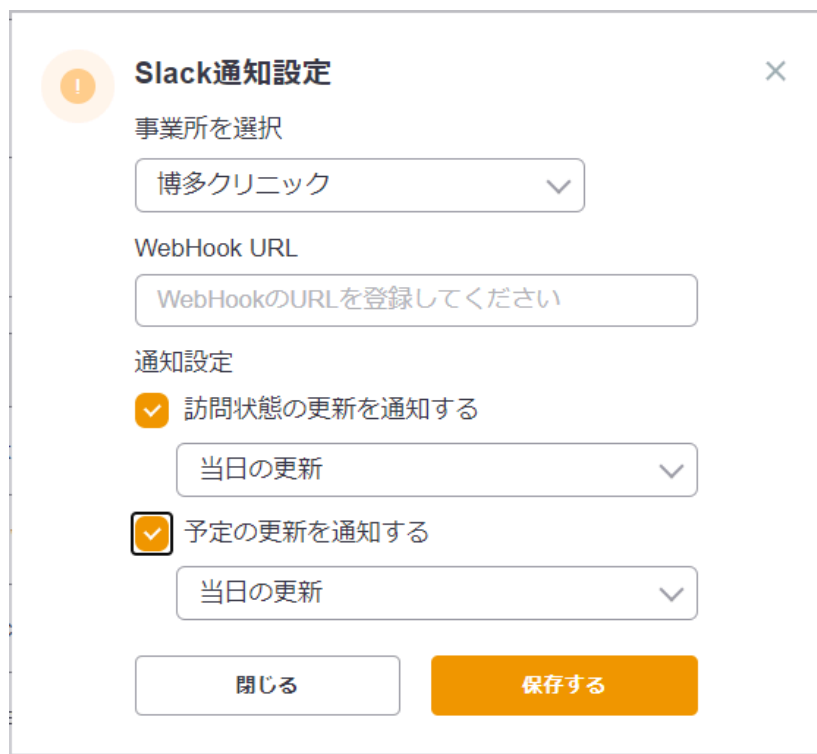 Slack通知設定
事業所を選択
博多クリニック
WebHook URL
WebHookのURLを登録してください
通知設定
訪問状態の更新を通知する
当日の更新
予定の更新を通知する
当日の更新
閉じる
保存する